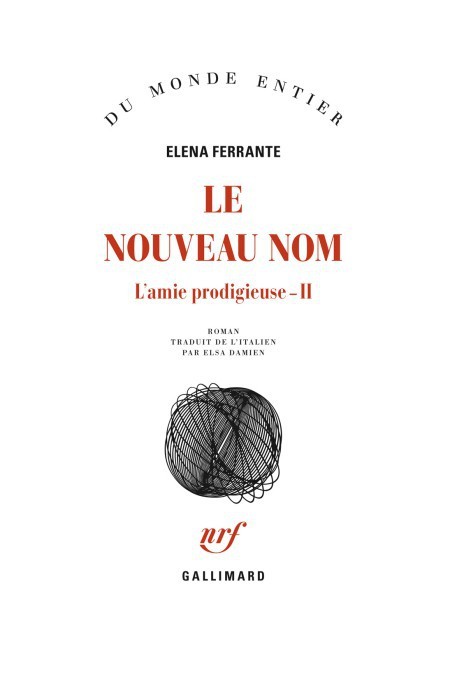 DU MONDE ENTIER
ELENA FERRANTE
LE
NOUVEAU NOM
L'amie prodigieuse – II
ROMAN
TRADUIT DE L'ITALIEN
PAR ELSA DAMIEN
nrf
GALLIMARD